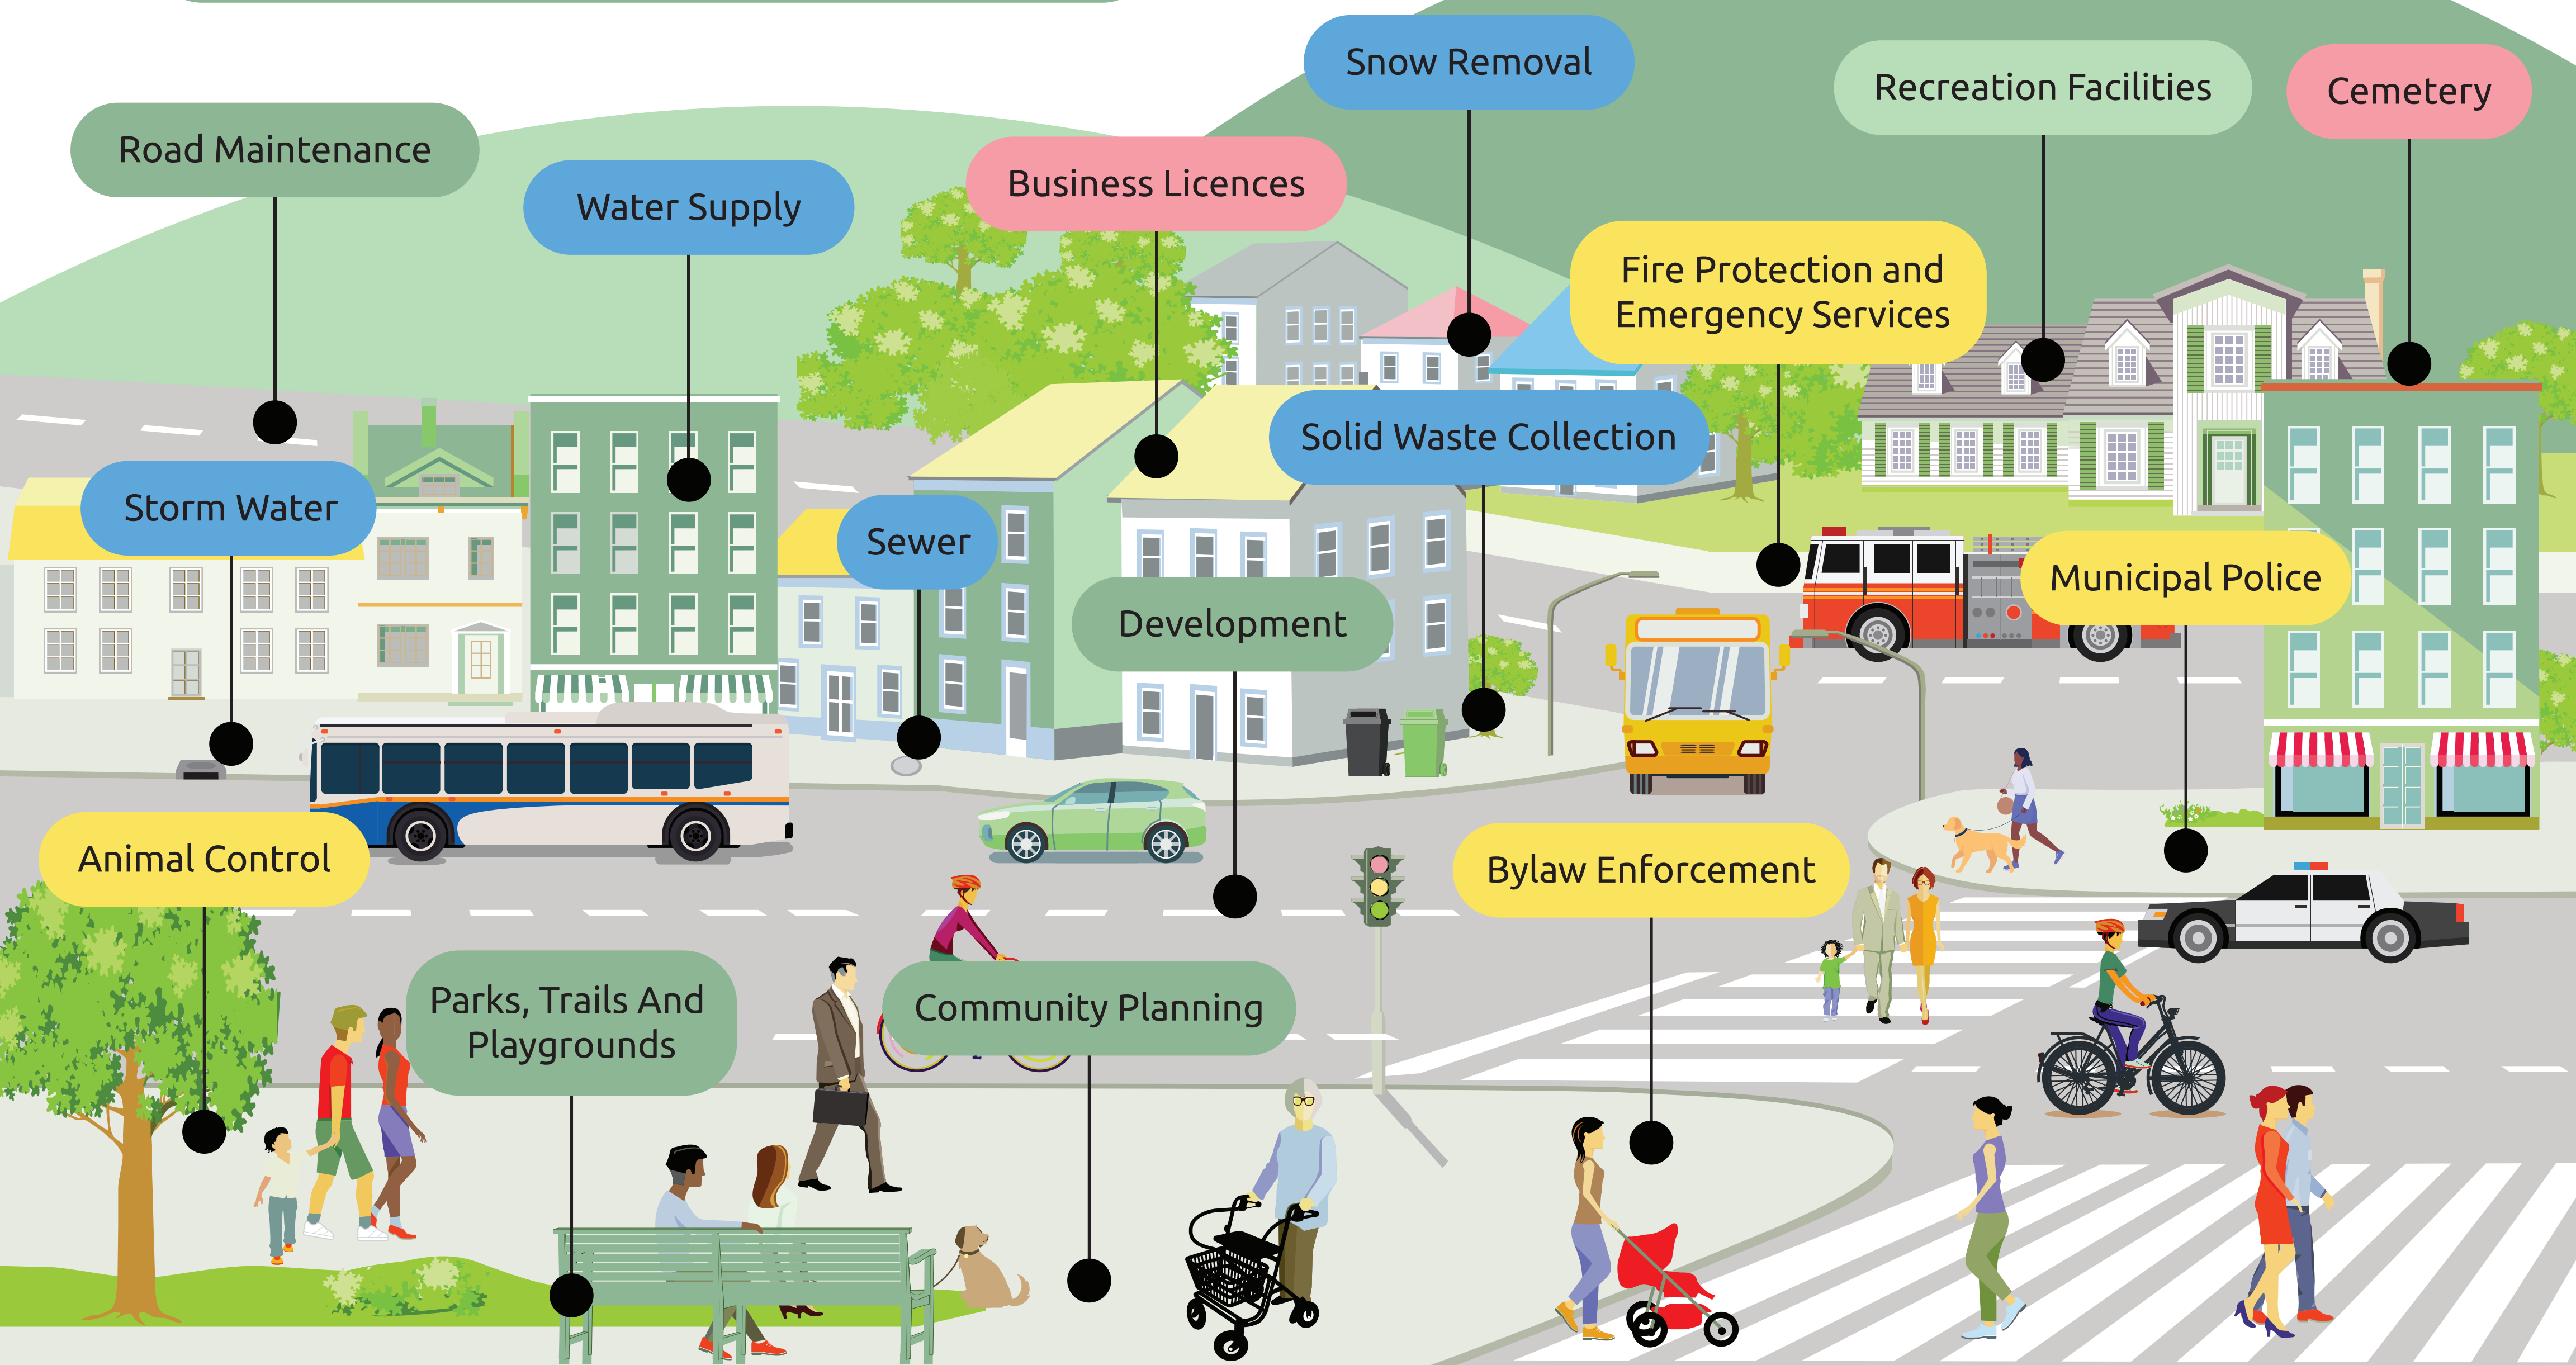 Snow Removal
Recreation Facilities
Cemetery
Road Maintenance
Business Licences
Water Supply
Fire Protection and
Emergency Services
Solid Waste Collection
Storm Water
Sewer
Municipal Police
Development
Animal Control
Bylaw Enforcement
Parks, Trails And
Playgrounds
Community Planning